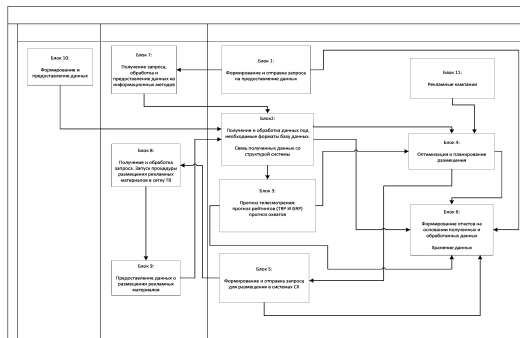 Блок 10:
Формирование и
предоставление данных
Блок 7:
Получение запроса,
обработка и
предоставление данных из
информационных методов
Блок 1:
Формирование и отправка запроса
на предоставление данных
Блок 11:
Рекламные кампании
Блок2:
Получение и обработка данных под
необходимые форматы базу данных.
Связь полученных данных со
структурой системы
Блок 4:
Оптимизация и планирование
размещения
Блок 8:
Получение и обработка
запроса. Запуск процедуры
размещения рекламных
материалов в сетку ТВ
Блок 3:
Прогноз телесмотрения
прогноз рейтингов (TRP И GRP)
прогноз охватов
Блок 6:
Формирование отчетов на
основании полученных и
обработанных данных
Хранение данных
Блок 9:
Предоставление данных о
размещении рекламных
материалов
Блок 5:
Формирование и отправка запроса
для размещения в системах СХ